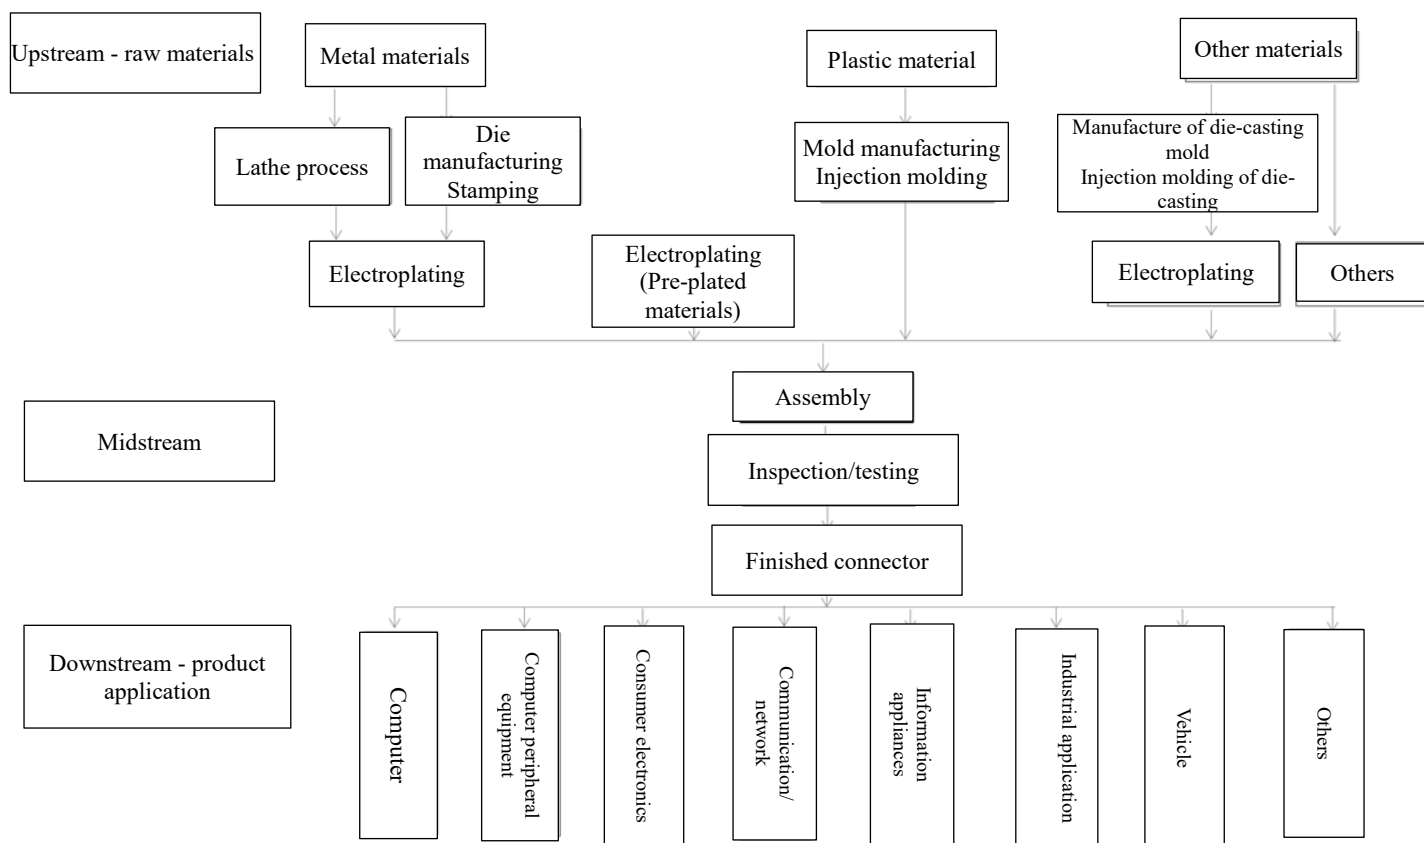 Upstream - raw materials
Metal materials
Plastic material
Other materials
Lathe process
Die
manufacturing
Stamping
Mold manufacturing
Injection molding
Manufacture of die-casting
mold
Injection molding of die-
casting
Electroplating
Electroplating
(Pre-plated
materials)
Electroplating
Others
Assembly
Midstream
Inspection/testing
Finished connector
Downstream - product
application
Computer
Computer peripheral
equipment
Consumer electronics
Communication/
network
Information
appliances
Industrial application
Vehicle
Others